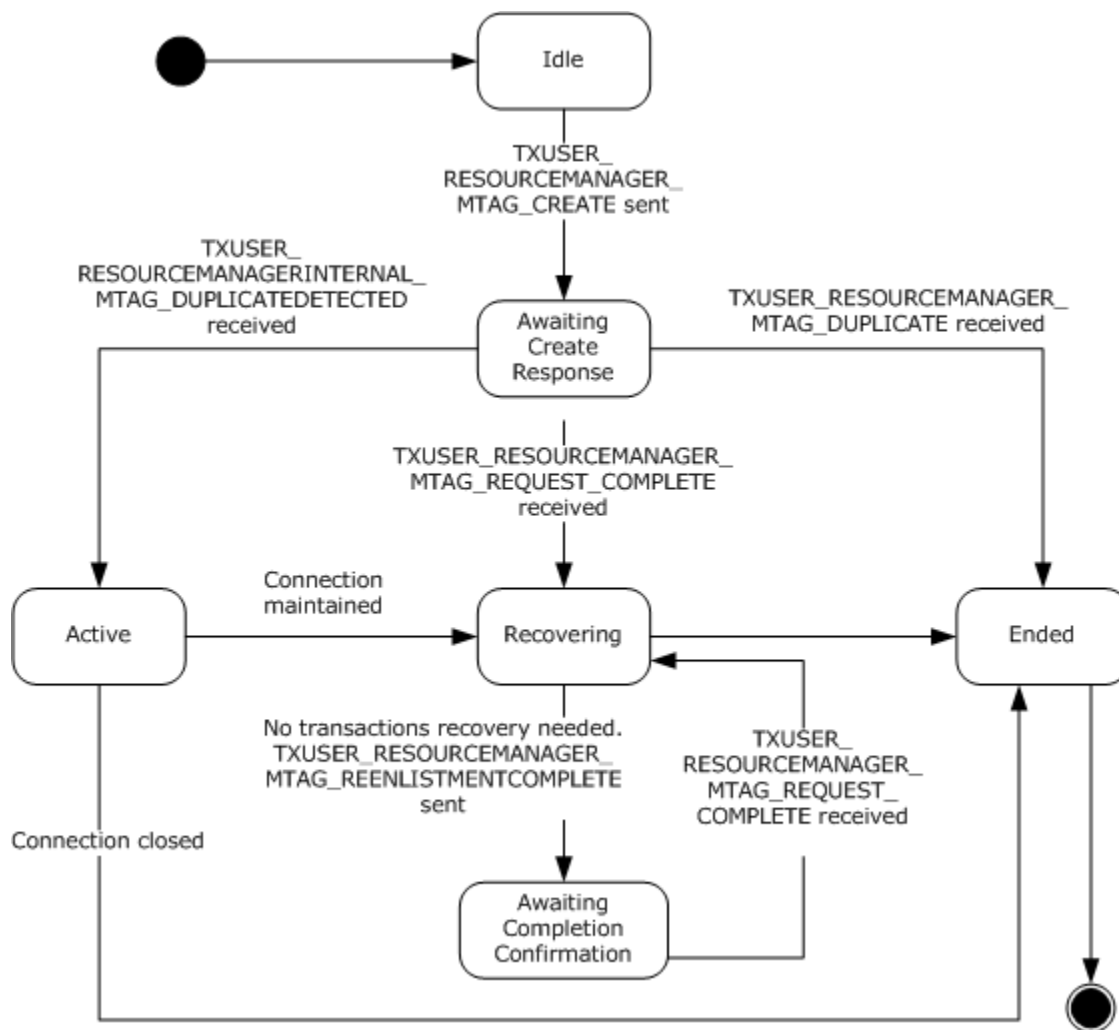 Idle
TXUSER_
RESOURCEMANAGER_
MTAG_CREATE sent
TXUSER_
RESOURCEMANAGERINTERNAL_
MTAG_DUPLICATEDETECTED
received
TXUSER_RESOURCEMANAGER_
MTAG_DUPLICATE received
Awaiting
Create
Response
TXUSER_RESOURCEMANAGER_
MTAG_REQUEST_COMPLETE
received
Connection
maintained
Active
Recovering
Ended
No transactions recovery needed.
TXUSER_RESOURCEMANAGER_
MTAG_REENLISTMENTCOMPLETE
sent
TXUSER_
RESOURCEMANAGER_
MTAG_REQUEST_
COMPLETE received
Connection closed
Awaiting
Completion
Confirmation